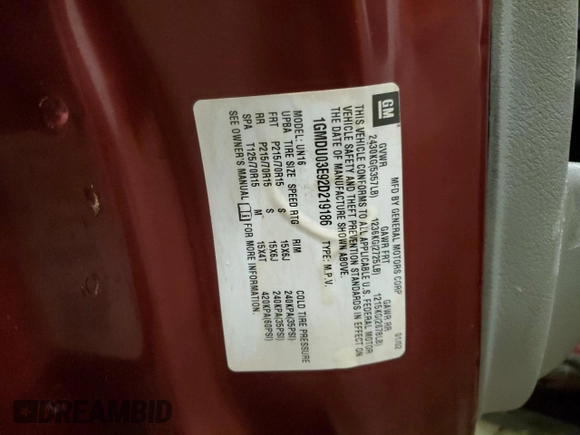 GM
MFD BY GENERAL MOTORS CORP 01/02
GVWR GAWR FRT GAWR RR
2430KG(5357LB) 1236KG(2725LB) 1215KG(2678LB)
THIS VEHICLE CONFORMS TO ALL APPLICABLE U.S. FEDERAL MOTOR
VEHICLE SAFETY AND THEFT PREVENTION STANDARDS IN EFFECT ON
THE DATE OF MANUFACTURE SHOWN ABOVE.
1GMDU03E92D219186 TYPE: M.P.V.
MODEL: UN16
UPBA TIRE SIZE SPEED RTG RIM COLD TIRE PRESSURE
FRT P215/70R15 S 15X6J 240KPA(35PSI)
RR P215/70R15 S 15X6J 240KPA(35PSI)
SPA T125/70R15 M 15X4T 420KPA(60PSI)
SEE OWNER'S MANUAL FOR MORE INFORMATION.
DREAMBID